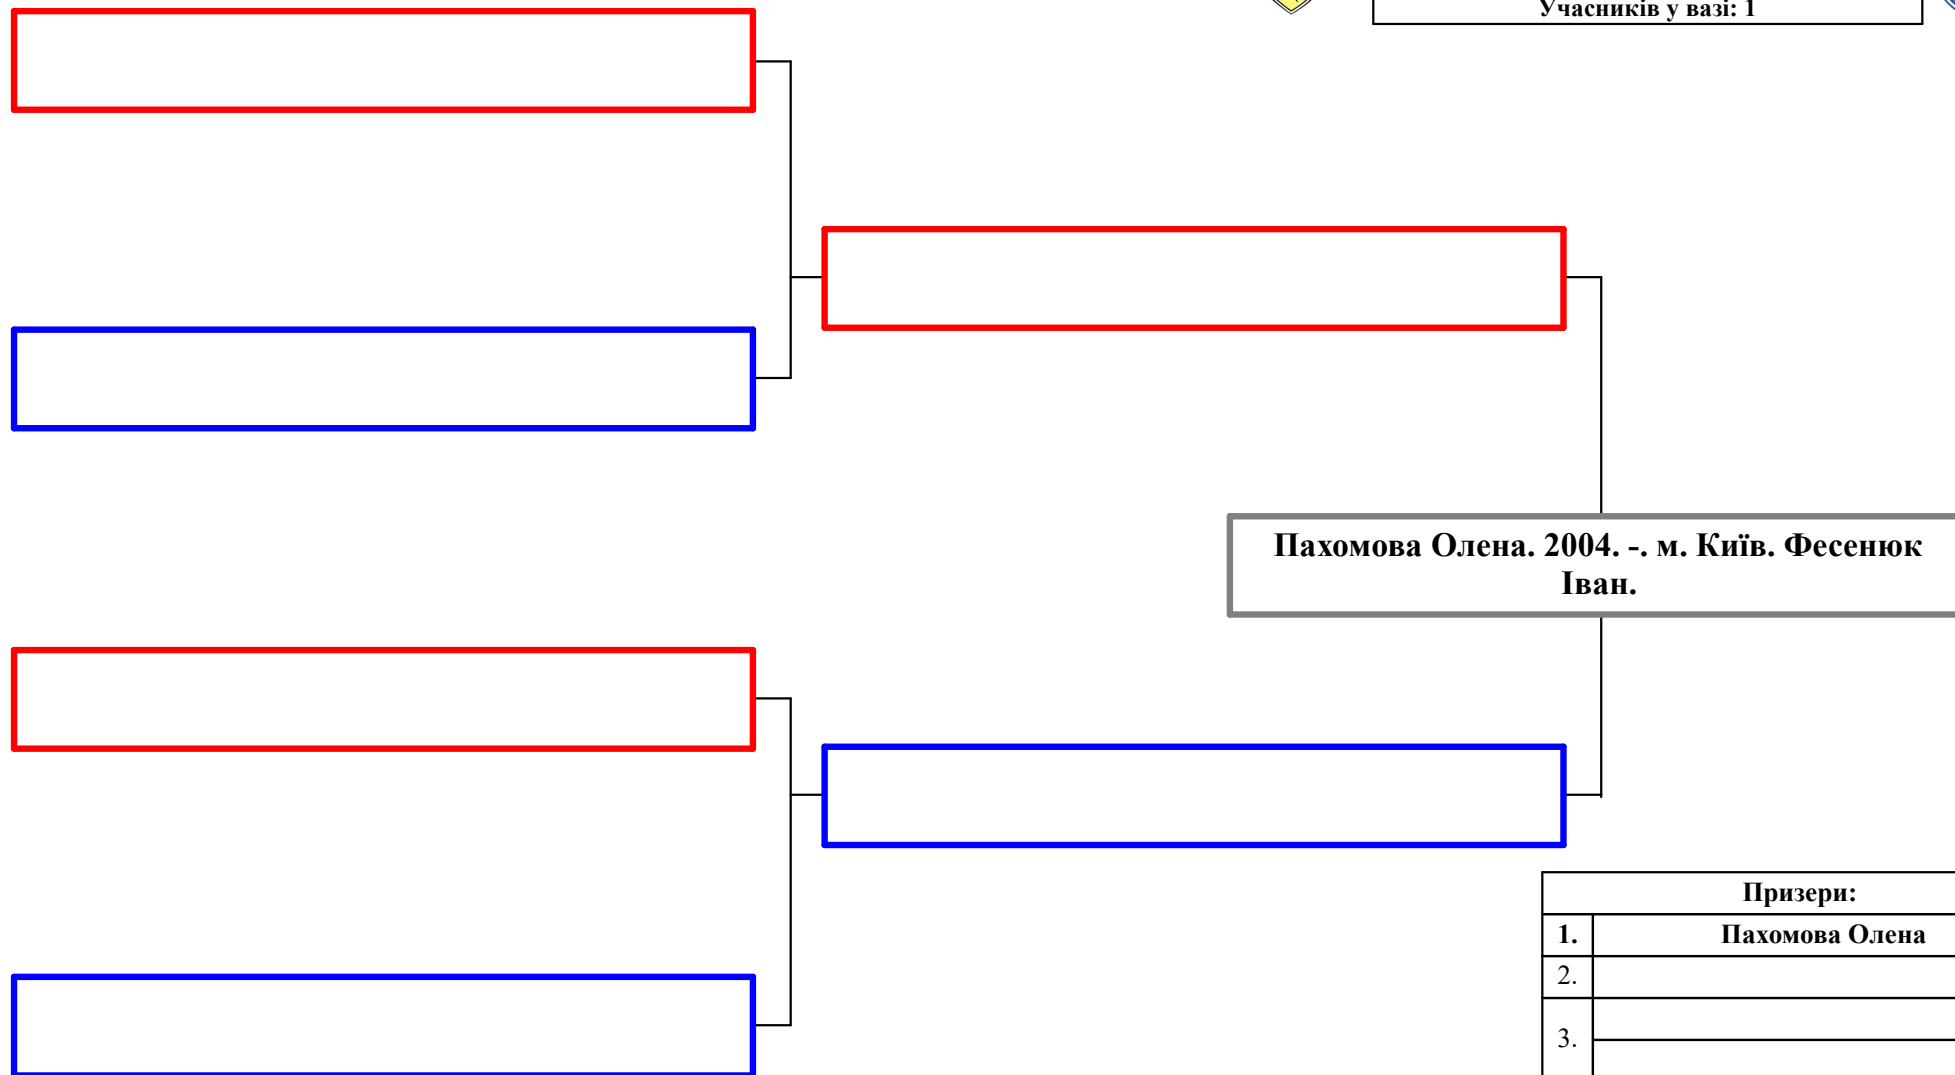 Учасників у вазі: 1
Пахомова Олена. 2004. -. м. Київ. Фесенюк
Іван.
Призери:
1. Пахомова Олена
2.
3.